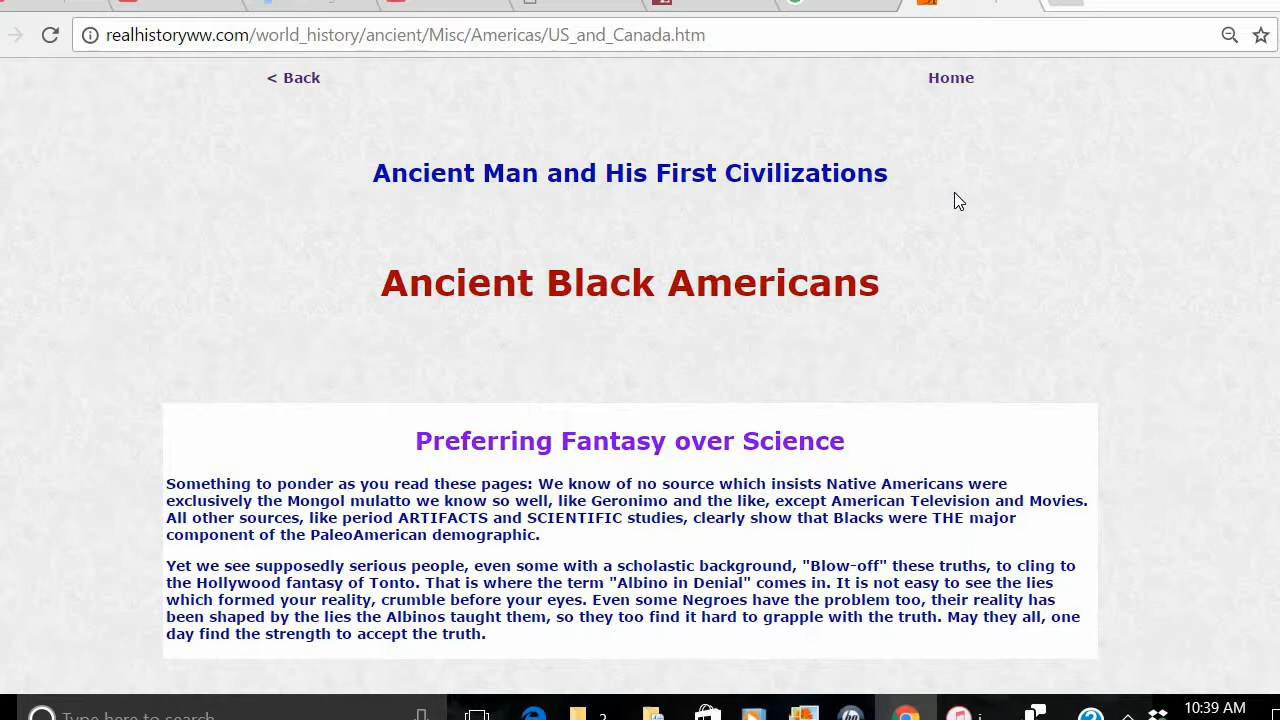 realhistoryww.com/world_history/ancient/Misc/Americas/US_and_Canada.htm
< Back
Home
Ancient Man and His First Civilizations
Ancient Black Americans
Preferring Fantasy over Science
Something to ponder as you read these pages: We know of no source which insists Native Americans were
exclusively the Mongol mulatto we know so well, like Geronimo and the like, except American Television and Movies.
All other sources, like period ARTIFACTS and SCIENTIFIC studies, clearly show that Blacks were THE major
component of the PaleoAmerican demographic.
Yet we see supposedly serious people, even some with a scholastic background, "Blow-off" these truths, to cling to
the Hollywood fantasy of Tonto. That is where the term "Albino in Denial" comes in. It is not easy to see the lies
which formed your reality, crumble before your eyes. Even some Negroes have the problem too, their reality has
been shaped by the lies the Albinos taught them, so they too find it hard to grapple with the truth. May they all, one
day find the strength to accept the truth.
Type here to search
10:39 AM